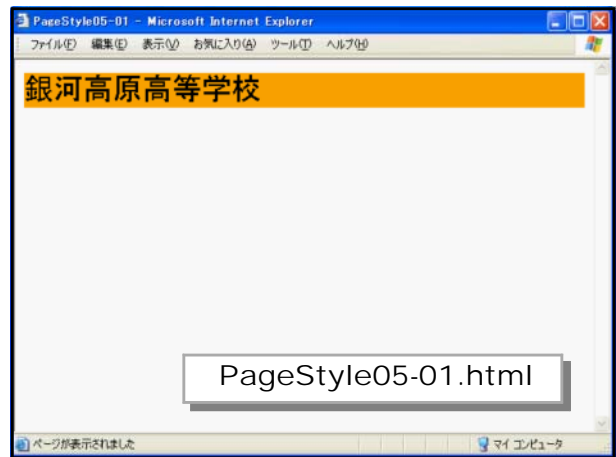 PageStyle05-01 - Microsoft Internet Explorer
ファイル(F) 編集(E) 表示(V) お気に入り(A) ツール(T) ヘルプ(H)
銀河高原高等学校
PageStyle05-01.html
ページが表示されました マイ コンピュータ